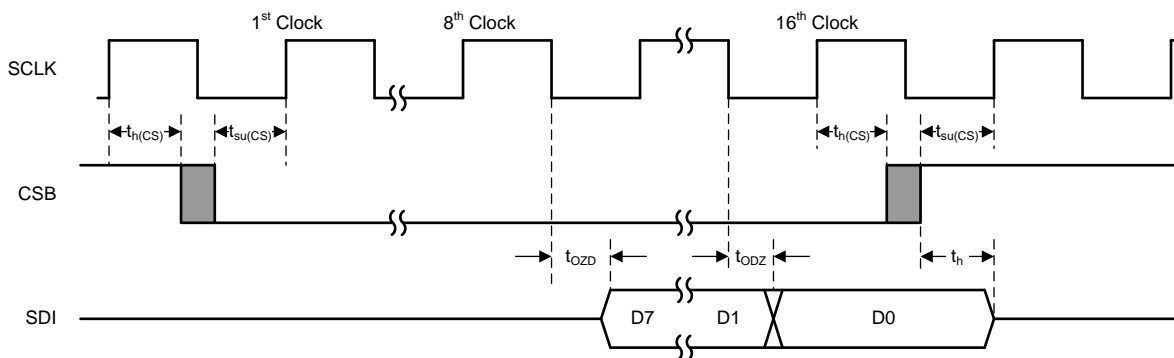 1st Clock 8th Clock 16th Clock
SCLK
th(CS) tsu(CS) th(CS) tsu(CS)
CSB
tOZD tODZ th
SDI D7 D1 D0